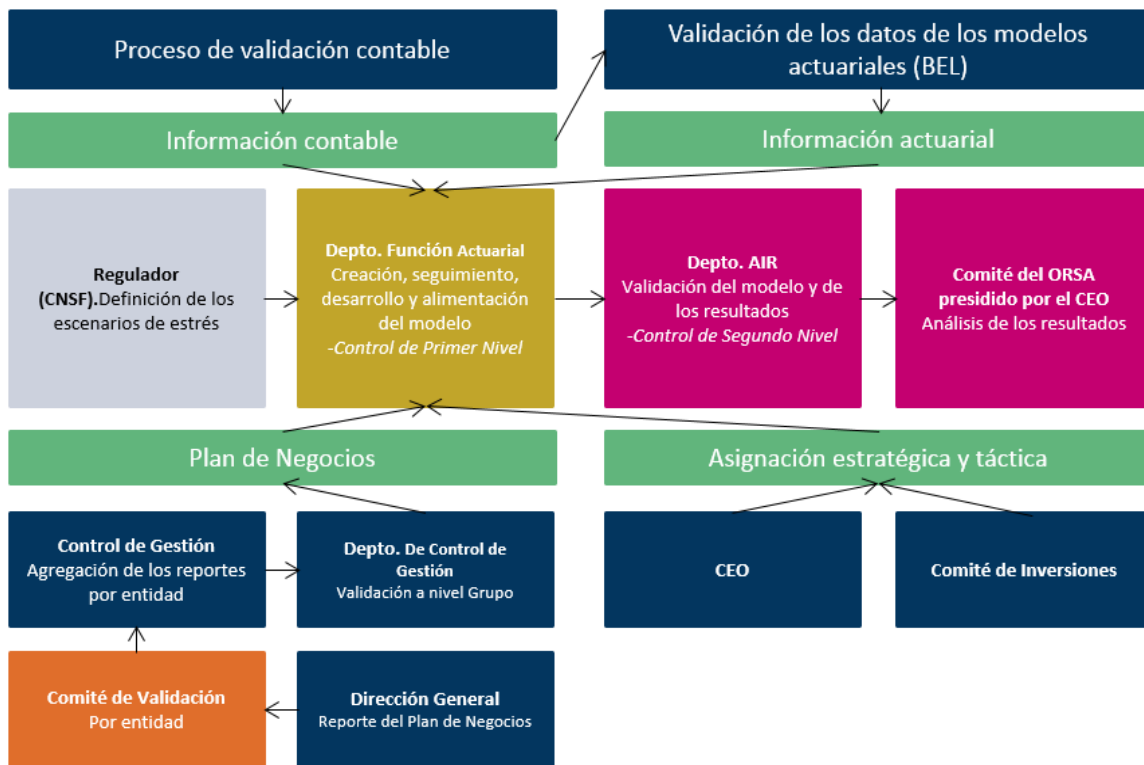 Proceso de validación contable
Validación de los datos de los modelos
actuariales (BEL)
Información contable
Información actuarial
Regulador
(CNSF).Definición de los
escenarios de estrés
Depto. Función Actuarial
Creación, seguimiento,
desarrollo y alimentación
del modelo
-Control de Primer Nivel
Depto. AIR
Validación del modelo y de
los resultados
-Control de Segundo Nivel
Comité del ORSA
presidido por el CEO
Análisis de los resultados
Plan de Negocios
Asignación estratégica y táctica
Control de Gestión
Agregación de los reportes
por entidad
Depto. De Control de
Gestión
Validación a nivel Grupo
CEO
Comité de Inversiones
Comité de Validación
Por entidad
Dirección General
Reporte del Plan de Negocios